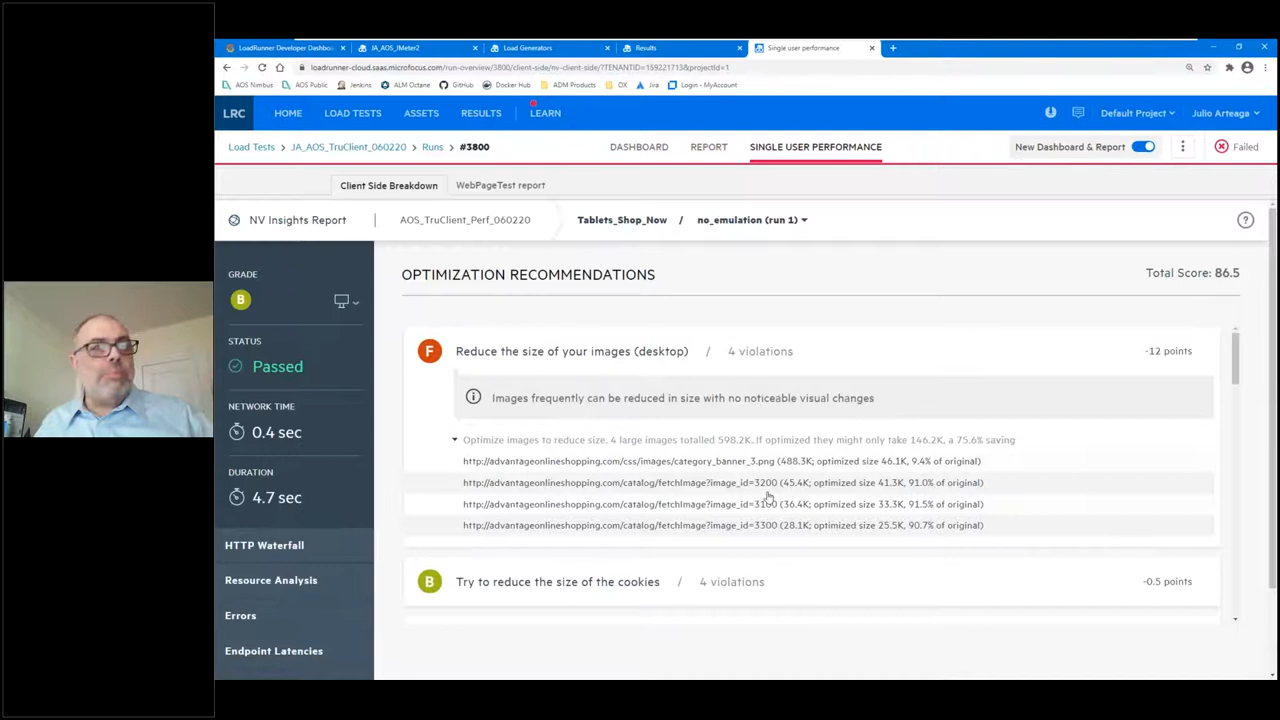 LoadRunner Developer Dashbo
JA_AOS_JMeter2
Load Generators
Results
Single user performance
loadrunner-cloud.saas.microfocus.com/run-overview/3800/client-side/nv-client-side/?TENANTID=159221713&projectId=1
AOS Nimbus
AOS Public
Jenkins
ALM Octane
GitHub
Docker Hub
ADM Products
OX
Jira
Login - MyAccount
LRC
HOME
LOAD TESTS
ASSETS
RESULTS
LEARN
Default Project
Julio Arteaga
Load Tests
JA_AOS_TruClient_060220
Runs
#3800
DASHBOARD
REPORT
SINGLE USER PERFORMANCE
New Dashboard & Report
Failed
Client Side Breakdown
WebPageTest report
NV Insights Report
AOS_TruClient_Perf_060220
Tablets_Shop_Now / no_emulation (run 1)
GRADE
B
STATUS
Passed
NETWORK TIME
0.4 sec
DURATION
4.7 sec
HTTP Waterfall
Resource Analysis
Errors
Endpoint Latencies
OPTIMIZATION RECOMMENDATIONS
Total Score: 86.5
F
Reduce the size of your images (desktop) / 4 violations
-12 points
Images frequently can be reduced in size with no noticeable visual changes
Optimize images to reduce size. 4 large images totalled 598.2K. If optimized they might only take 146.2K, a 75.6% saving
http://advantageonlineshopping.com/css/images/category_banner_3.png (488.3K; optimized size 46.1K, 9.4% of original)
http://advantageonlineshopping.com/catalog/fetchImage?image_id=3200 (45.4K; optimized size 41.3K, 91.0% of original)
http://advantageonlineshopping.com/catalog/fetchImage?image_id=3100 (36.4K; optimized size 33.3K, 91.5% of original)
http://advantageonlineshopping.com/catalog/fetchImage?image_id=3300 (28.1K; optimized size 25.5K, 90.7% of original)
B
Try to reduce the size of the cookies / 4 violations
-0.5 points